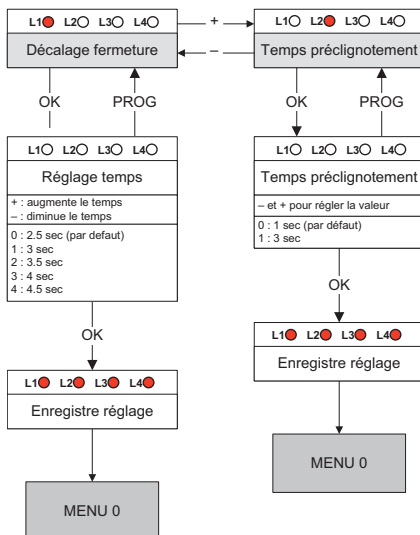 L1 L2 L3 L4
Décalage fermeture
+
–
L1 L2 L3 L4
Temps préclignotement
OK
PROG
OK
PROG
L1 L2 L3 L4
Réglage temps
+ : augmente le temps
– : diminue le temps
0 : 2.5 sec (par defaut)
1 : 3 sec
2 : 3.5 sec
3 : 4 sec
4 : 4.5 sec
L1 L2 L3 L4
Temps préclignotement
– et + pour régler la valeur
0 : 1 sec (par défaut)
1 : 3 sec
OK
OK
L1 L2 L3 L4
Enregistre réglage
L1 L2 L3 L4
Enregistre réglage
MENU 0
MENU 0